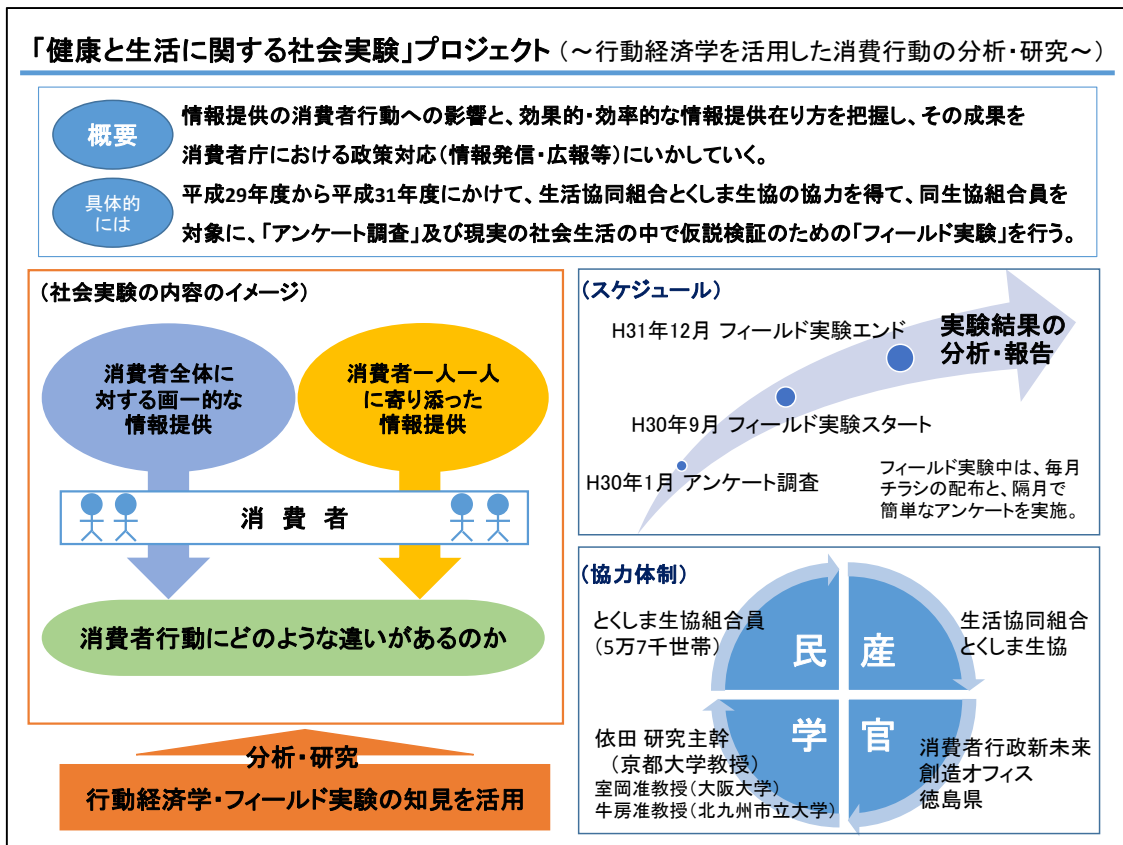 「健康と生活に関する社会実験」プロジェクト（～行動経済学を活用した消費行動の分析・研究～）
概要
情報提供の消費者行動への影響と、効果的・効率的な情報提供在り方を把握し、その成果を
消費者庁における政策対応（情報発信・広報等）にいかしていく。
具体的
には
平成29年度から平成31年度にかけて、生活協同組合とくしま生協の協力を得て、同生協組合員を
対象に、「アンケート調査」及び現実の社会生活の中で仮説検証のための「フィールド実験」を行う。
（社会実験の内容のイメージ）
消費者全体に
対する画一的な
情報提供
消費者一人一人
に寄り添った
情報提供
消 費 者
消費者行動にどのような違いがあるのか
分析・研究
行動経済学・フィールド実験の知見を活用
（スケジュール）
H31年12月 フィールド実験エンド
実験結果の
分析・報告
H30年9月 フィールド実験スタート
H30年1月 アンケート調査
フィールド実験中は、毎月
チラシの配布と、隔月で
簡単なアンケートを実施。
（協力体制）
とくしま生協組合員
（5万7千世帯）
民
産
生活協同組合
とくしま生協
依田 研究主幹
（京都大学教授）
室岡准教授（大阪大学）
牛房准教授（北九州市立大学）
学
官
消費者行政新未来
創造オフィス
徳島県